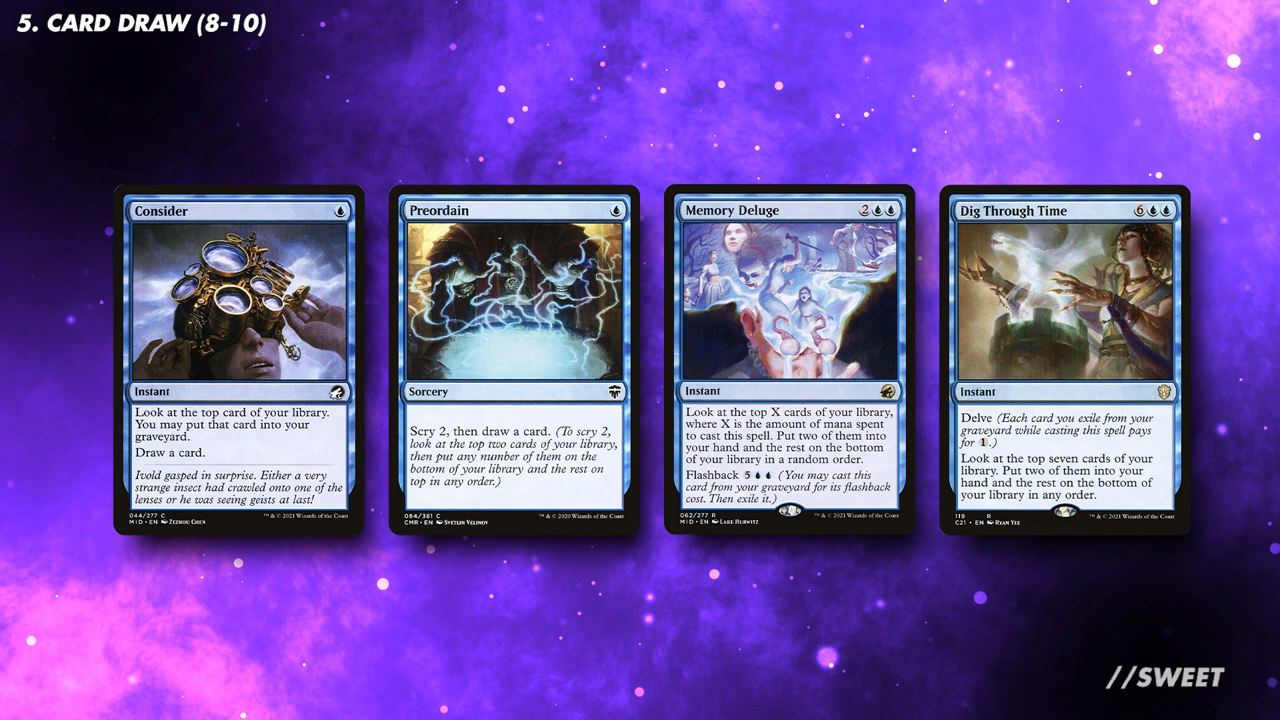 5. CARD DRAW (8-10)
Consider
Instant
Look at the top card of your library.
You may put that card into your
graveyard.
Draw a card.
Ivold gasped in surprise. Either a very
strange insect had crawled onto one of the
lenses or he was seeing geists at last!
044/277 C
MID • EN Zezhou Chen
™ & © 2021 Wizards of the Coast
Preordain
Sorcery
Scry 2, then draw a card. (To scry 2,
look at the top two cards of your library,
then put any number of them on the
bottom of your library and the rest on
top in any order.)
084/361 C
CMR • EN Svetlin Velinov
™ & © 2020 Wizards of the Coast
Memory Deluge
2
Instant
Look at the top X cards of your library,
where X is the amount of mana spent
to cast this spell. Put two of them into
your hand and the rest on the bottom
of your library in a random order.
Flashback 5 (You may cast this
card from your graveyard for its flashback
cost. Then exile it.)
062/277 R
MID • EN Lake Hurwitz
™ & © 2021 Wizards of the Coast
Dig Through Time
6
Instant
Delve (Each card you exile from your
graveyard while casting this spell pays
for 1.)
Look at the top seven cards of your
library. Put two of them into your
hand and the rest on the bottom of
your library in any order.
119 R
C21 • EN Ryan Yee
™ & © 2021 Wizards of the Coast
//SWEET